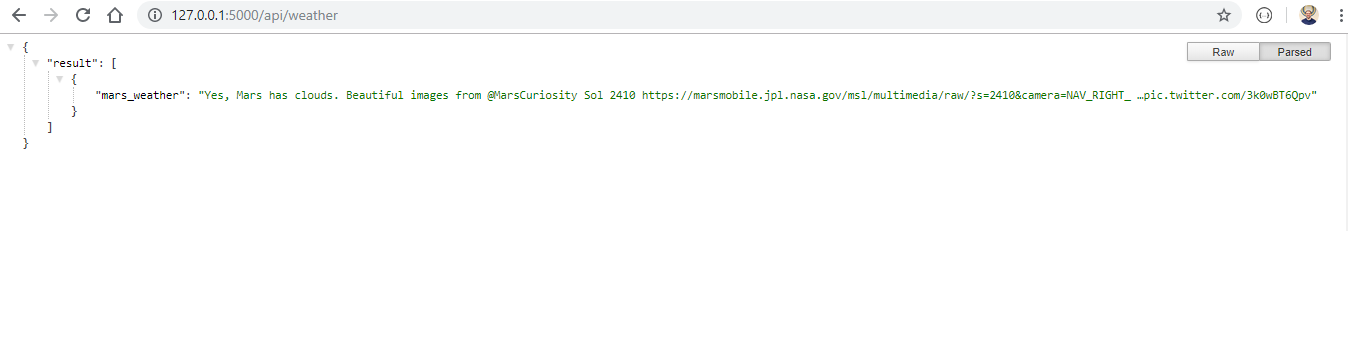 127.0.0.1:5000/api/weather
Raw Parsed
{
"result": [
{
"mars_weather": "Yes, Mars has clouds. Beautiful images from @MarsCuriosity Sol 2410 https://marsmobile.jpl.nasa.gov/msl/multimedia/raw/?s=2410&camera=NAV_RIGHT_ …pic.twitter.com/3k0wBT6Qpv"
}
]
}